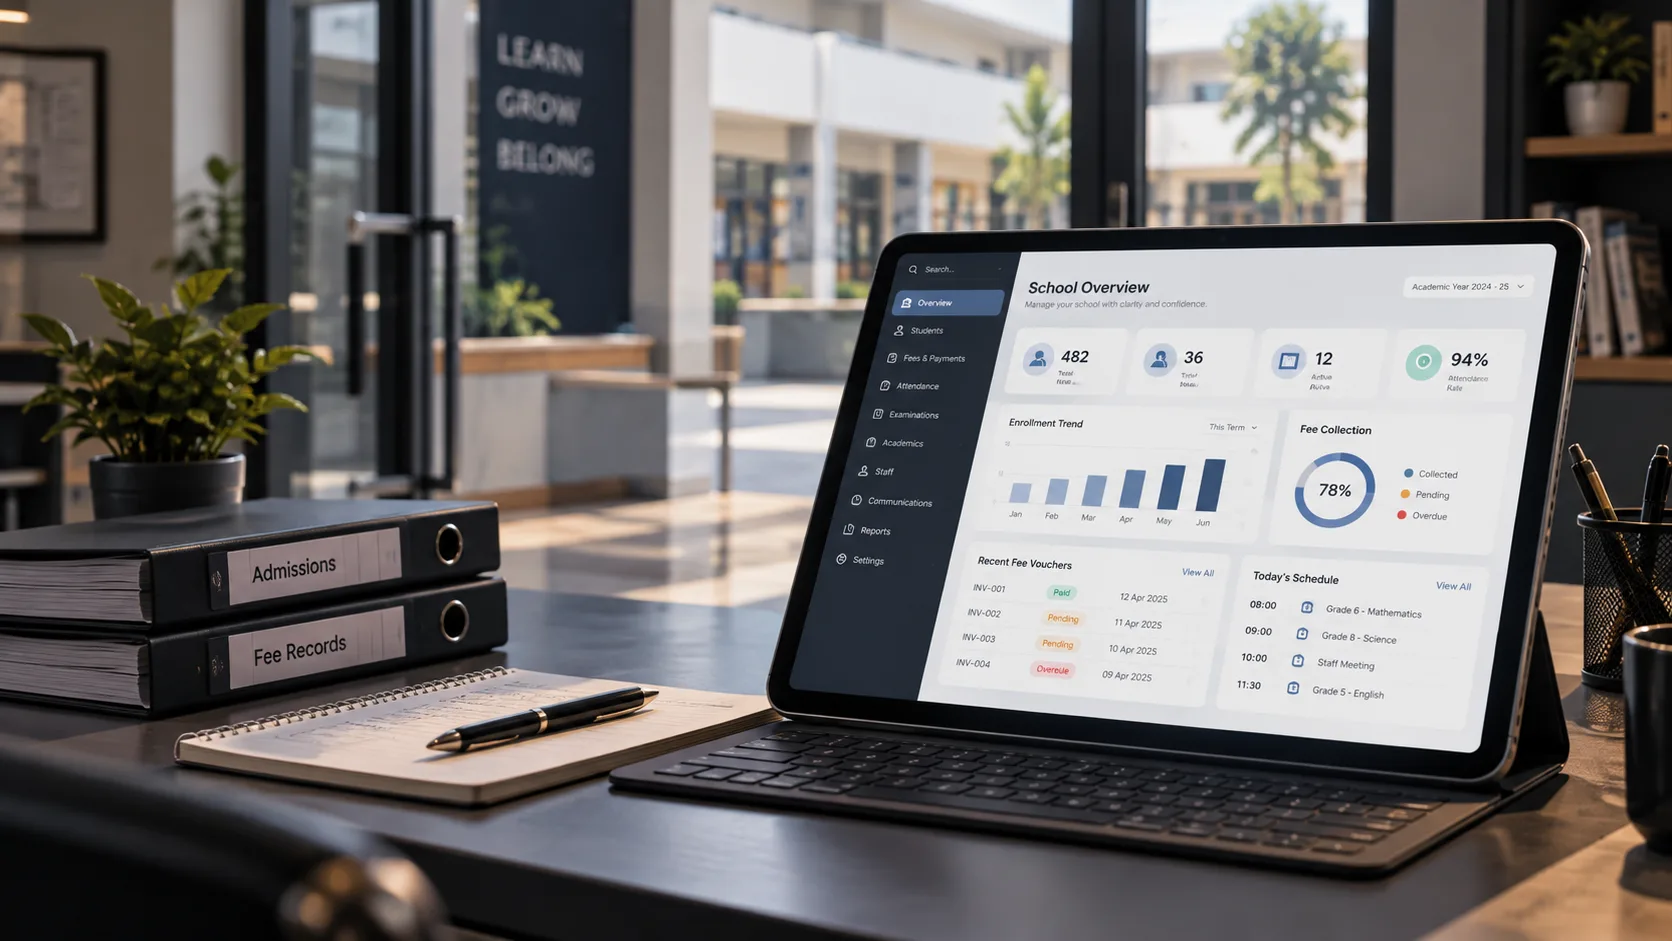 LEARN
GROW
BELONG
Admissions
Fee Records
Search...
Overview
Students
Fees & Payments
Attendance
Examinations
Academics
Staff
Communications
Reports
Settings
School Overview
Manage your school with clarity and confidence.
Academic Year 2024 - 25
482
Total
36
12
94%
Attendance
Rate
Enrollment Trend
This Term
Jan Feb Mar Apr May Jun
Fee Collection
78%
Collected
Pending
Overdue
Recent Fee Vouchers
View All
INV-001 Paid 12 Apr 2025
INV-002 Pending 11 Apr 2025
INV-003 Pending 10 Apr 2025
INV-004 Overdue 09 Apr 2025
Today's Schedule
View All
08:00 Grade 6 - Mathematics
09:00 Grade 8 - Science
10:00 Staff Meeting
11:30 Grade 5 - English